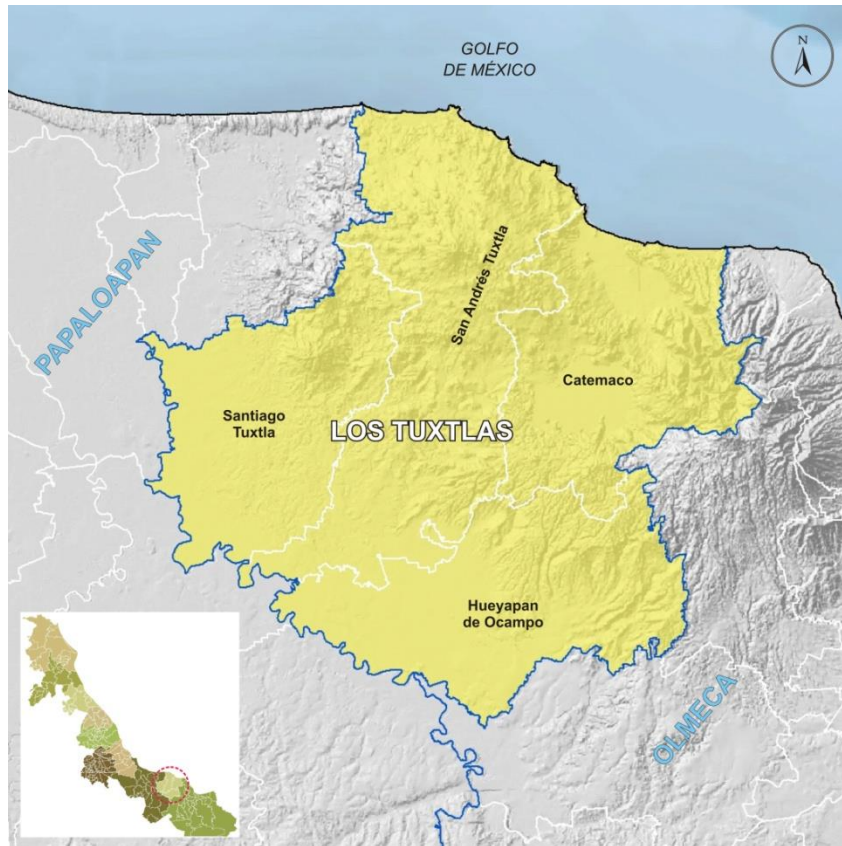 GOLFO
DE MÉXICO
N
PAPALOAPAN
San Andrés Tuxtla
Catemaco
Santiago
Tuxtla
LOS TUXTLAS
Hueyapan
de Ocampo
OLMECA